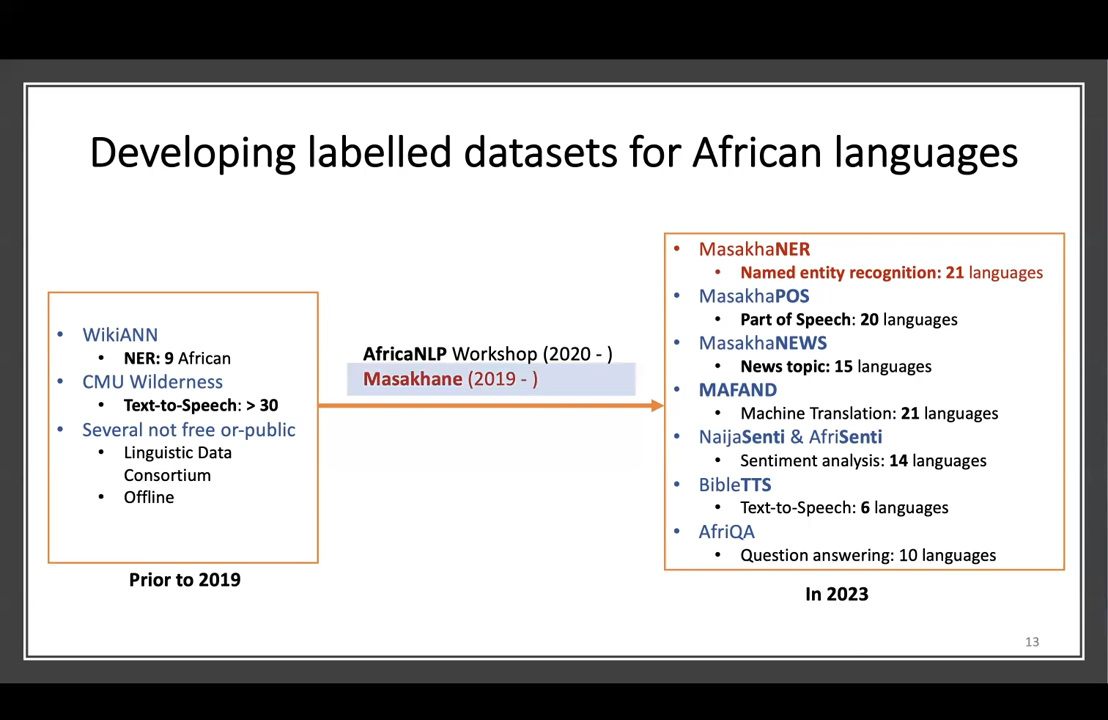 Developing labelled datasets for African languages
• WikiANN
• NER: 9 African
• CMU Wilderness
• Text-to-Speech: > 30
• Several not free or-public
• Linguistic Data
Consortium
• Offline
Prior to 2019
AfricaNLP Workshop (2020 - )
Masakhane (2019 - )
• MasakhaNER
• Named entity recognition: 21 languages
• MasakhaPOS
• Part of Speech: 20 languages
• MasakhaNEWS
• News topic: 15 languages
• MAFAND
• Machine Translation: 21 languages
• NaijaSenti & AfriSenti
• Sentiment analysis: 14 languages
• BibleTTS
• Text-to-Speech: 6 languages
• AfriQA
• Question answering: 10 languages
In 2023
13